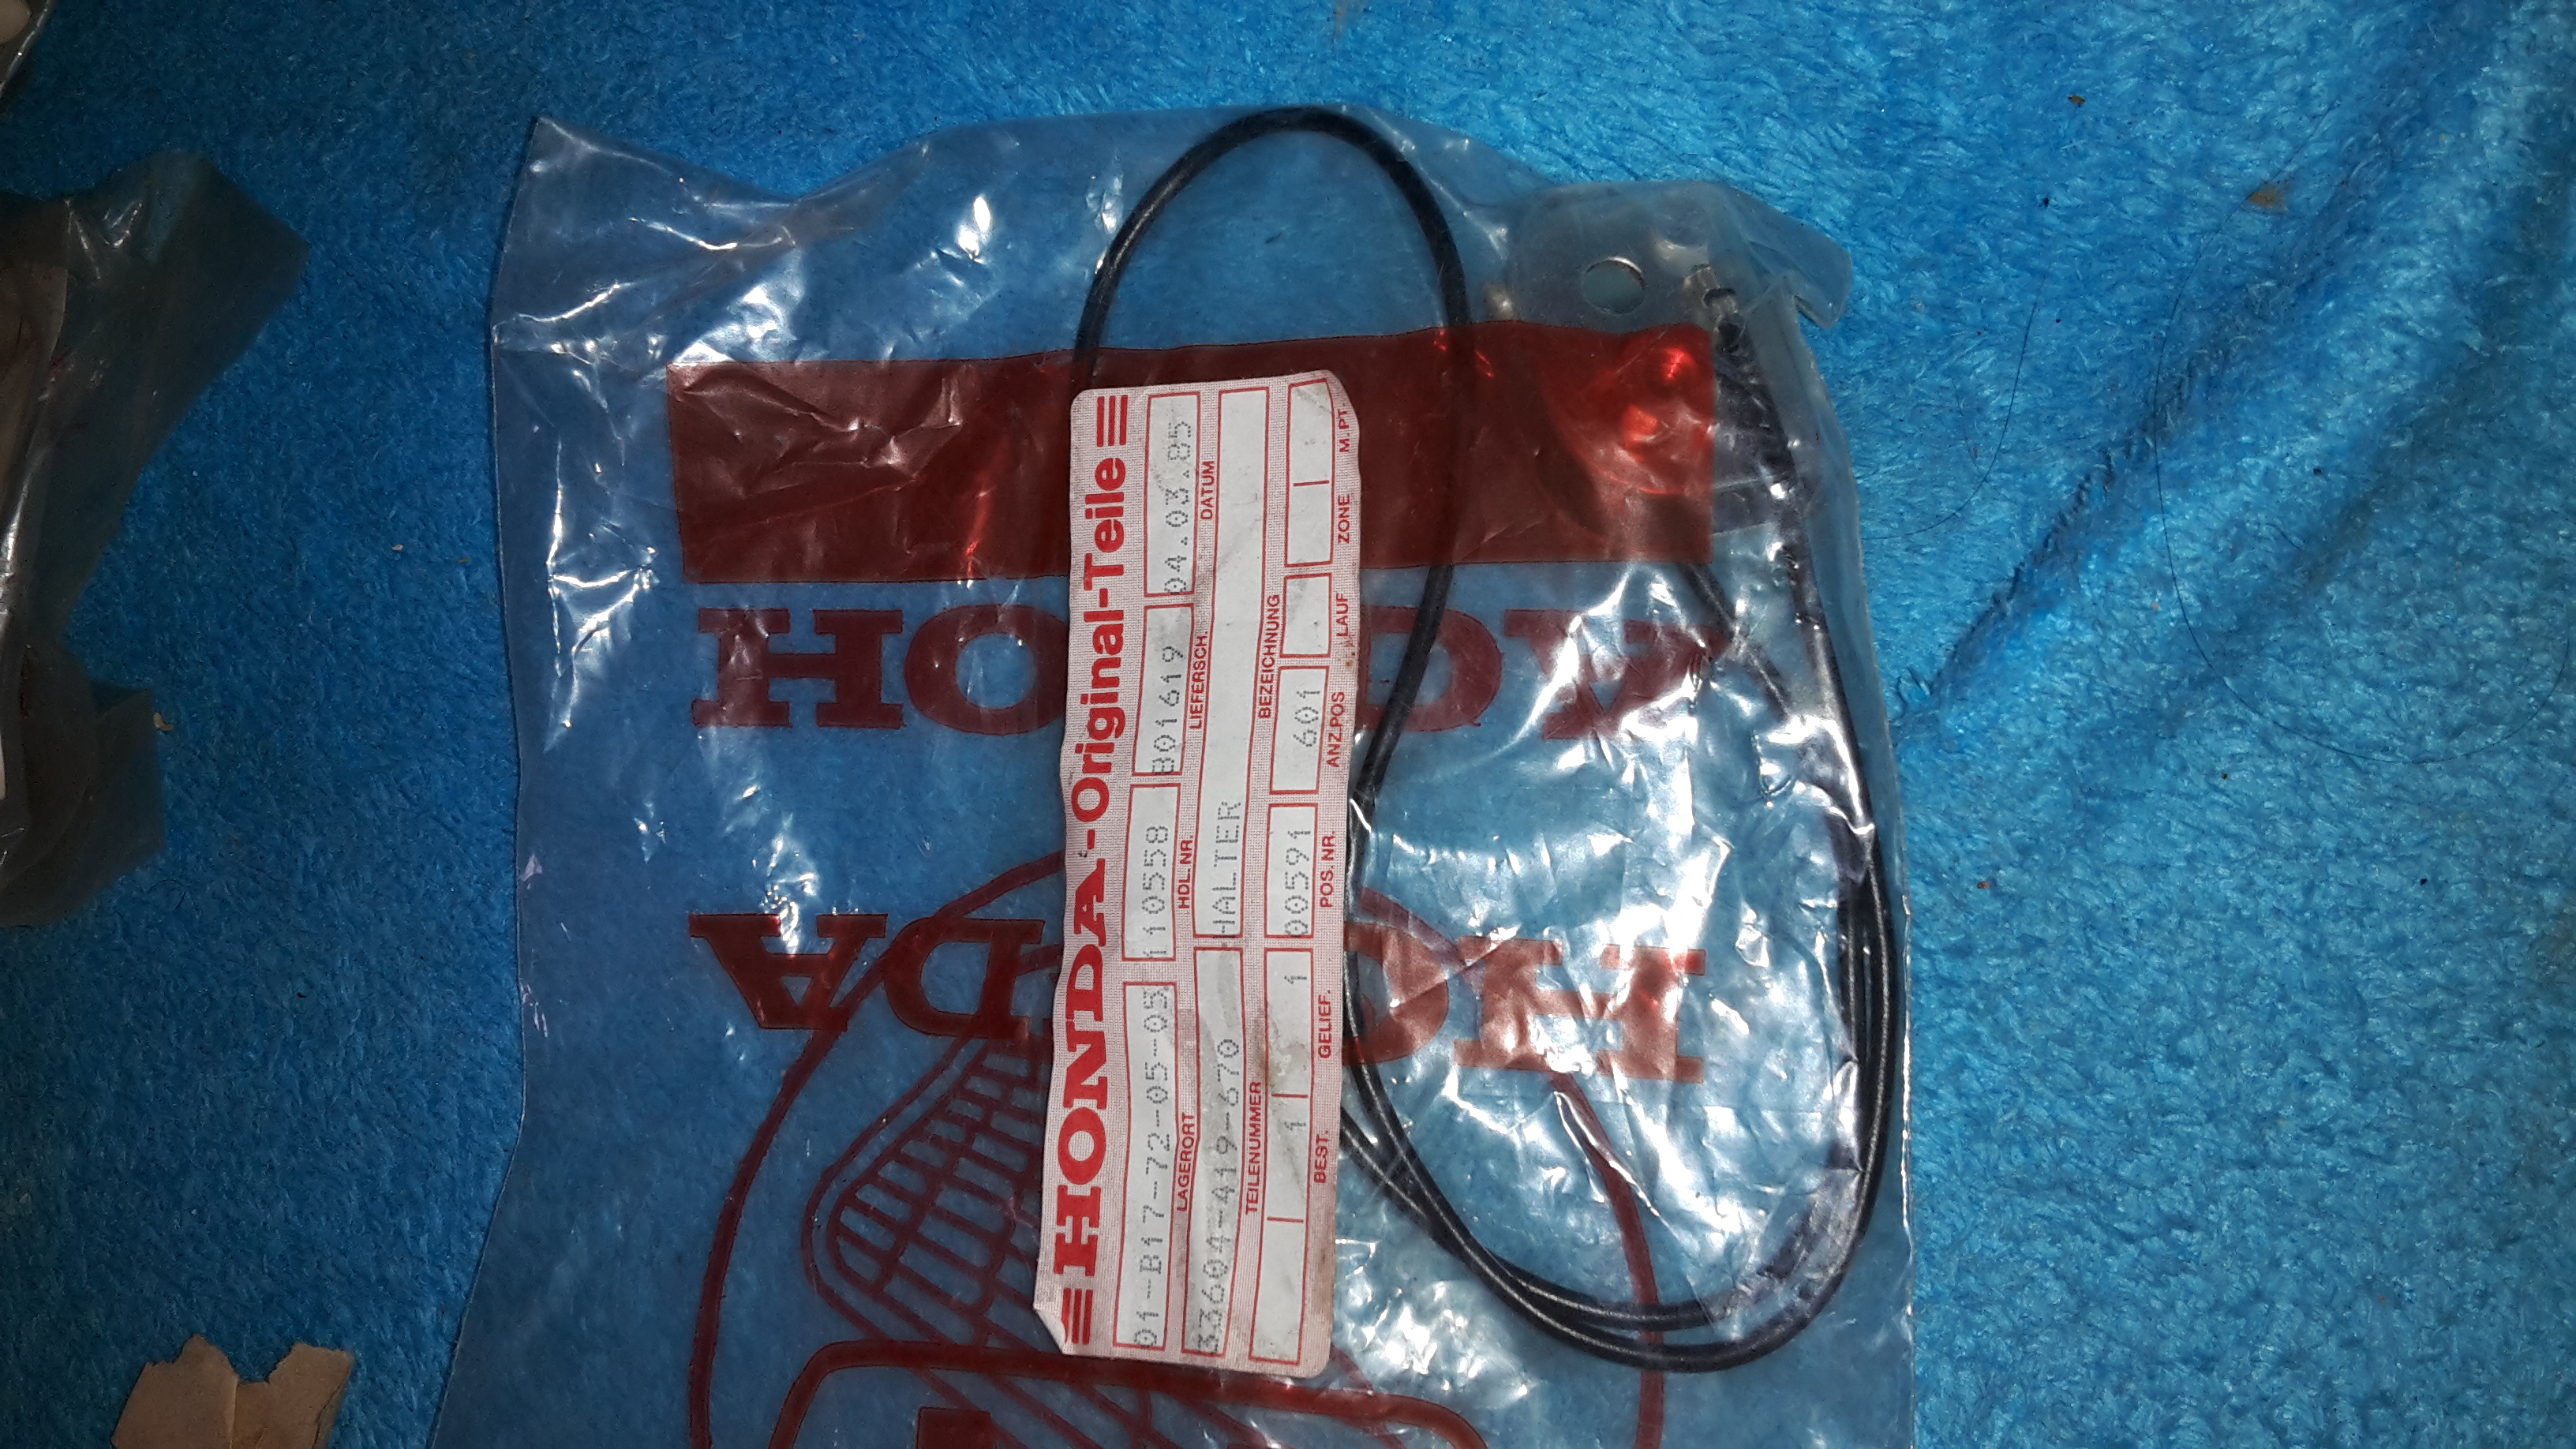 HONDA-Original-Teile
01-B17-72-05-05 110558 B01619 04.03.85
LAGERORT HDL.NR. LIEFERSCH. DATUM
33604-419-670 HALTER
TEILENUMMER BEZEICHNUNG
1 1 00591 601
BEST. GELIEF. POS.NR. ANZ.POS LAUF ZONE M.PT.
HONDA
HONDA